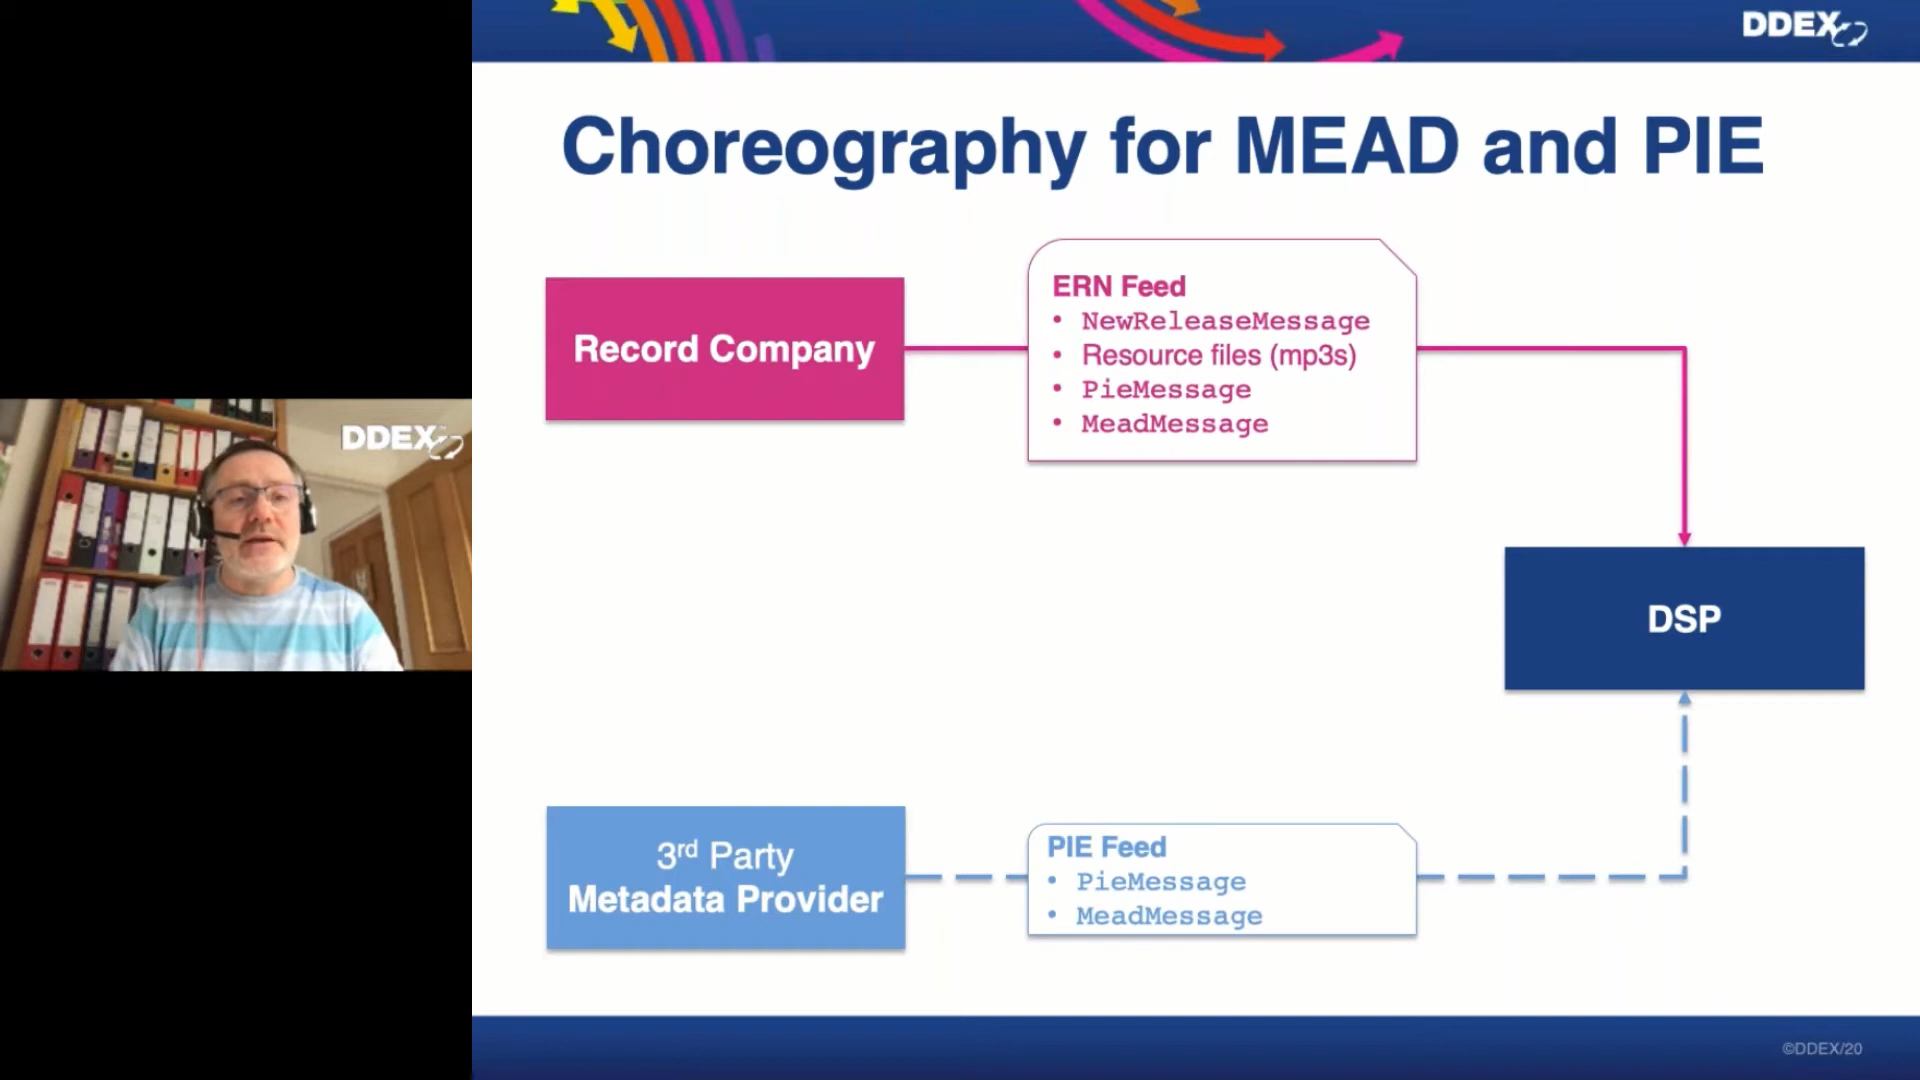 DDEX
Choreography for MEAD and PIE
Record Company
ERN Feed
• NewReleaseMessage
• Resource files (mp3s)
• PieMessage
• MeadMessage
DDEX
DSP
3rd Party
Metadata Provider
PIE Feed
• PieMessage
• MeadMessage
©DDEX/20